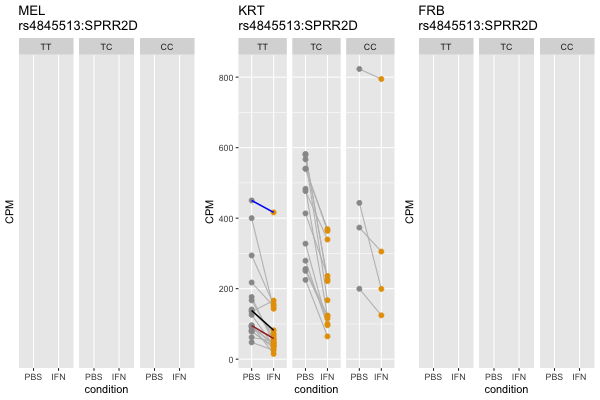 MEL
rs4845513:SPRR2D
TT TC CC
CPM
PBS IFN PBS IFN PBS IFN
condition
KRT
rs4845513:SPRR2D
TT TC CC
CPM
800
600
400
200
0
PBS IFN PBS IFN PBS IFN
condition
FRB
rs4845513:SPRR2D
TT TC CC
CPM
PBS IFN PBS IFN PBS IFN
condition